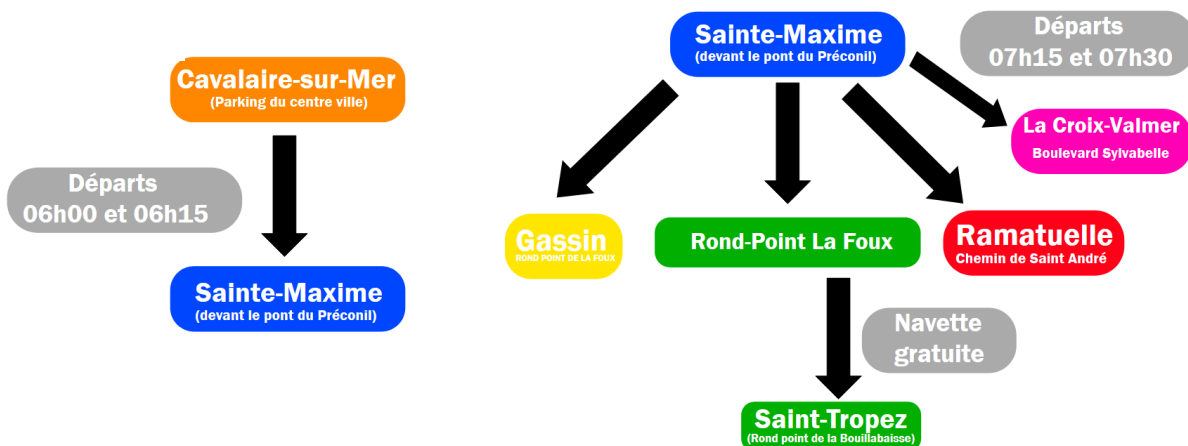 Cavalaire-sur-Mer
(Parking du centre ville)
Départs
06h00 et 06h15
Sainte-Maxime
(devant le pont du Préconil)
Sainte-Maxime
(devant le pont du Préconil)
Départs
07h15 et 07h30
La Croix-Valmer
Boulevard Sylvabelle
Gassin
ROND POINT DE LA FOUX
Rond-Point La Foux
Ramatuelle
Chemin de Saint André
Navette
gratuite
Saint-Tropez
(Rond point de la Bouillabaisse)